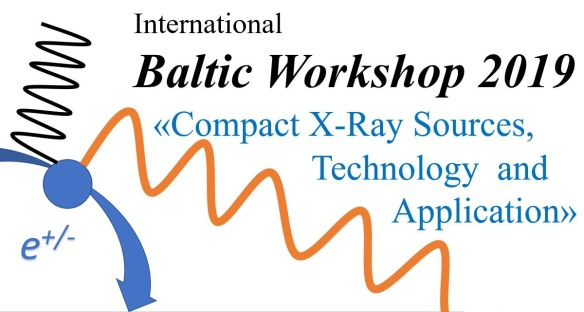 International
Baltic Workshop 2019
«Compact X-Ray Sources,
Technology and
Application»
e+/-